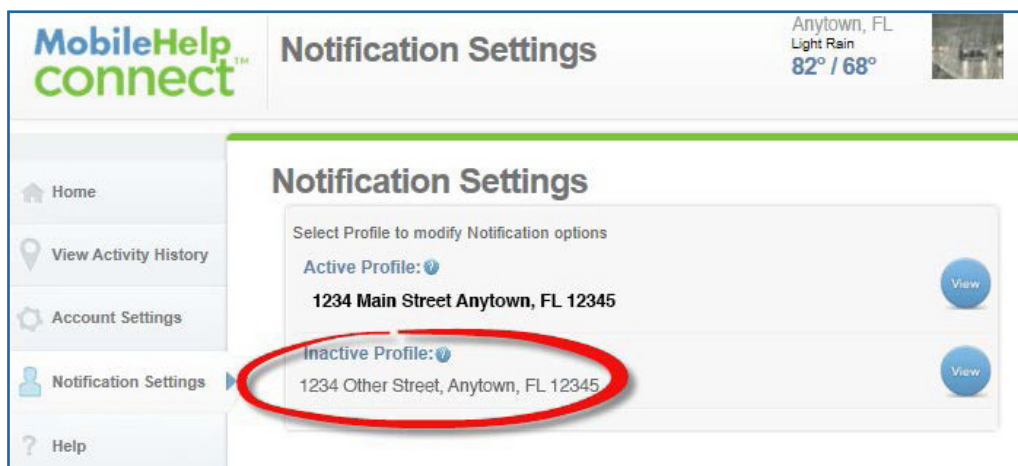 MobileHelp
connect™
Notification Settings
Anytown, FL
Light Rain
82° / 68°
Home
View Activity History
Account Settings
Notification Settings
? Help
Notification Settings
Select Profile to modify Notification options
Active Profile: ?
1234 Main Street Anytown, FL 12345
View
Inactive Profile: ?
1234 Other Street, Anytown, FL 12345
View